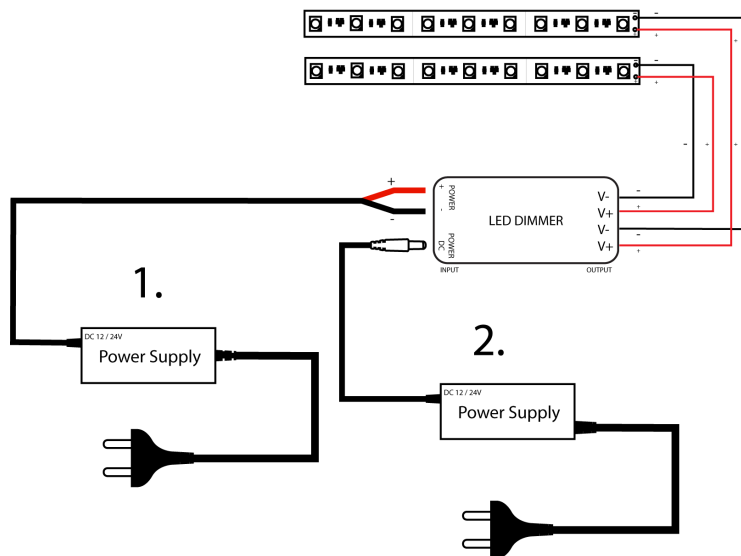 +
-
+
-
POWER
POWER
DC
LED DIMMER
V-
V+
V-
V+
-
+
-
+
INPUT
OUTPUT
-
+
-
+
-
+
+
-
+
-
+
-
+
1.
DC 12 / 24V
Power Supply
2.
DC 12 / 24V
Power Supply